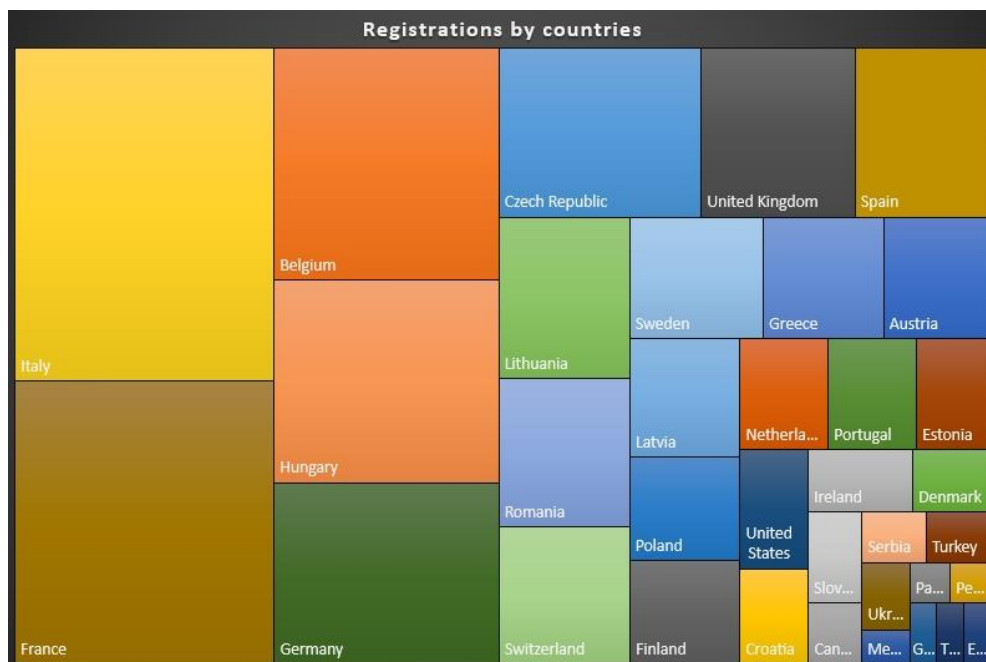 Registrations by countries
Italy
France
Belgium
Hungary
Germany
Czech Republic
United Kingdom
Spain
Lithuania
Romania
Switzerland
Sweden
Greece
Austria
Latvia
Poland
Finland
Netherla...
Portugal
Estonia
United
States
Croatia
Ireland
Denmark
Slov...
Can...
Serbia
Turkey
Ukr...
Me...
Pa...
Pe...
G...
T...
E...